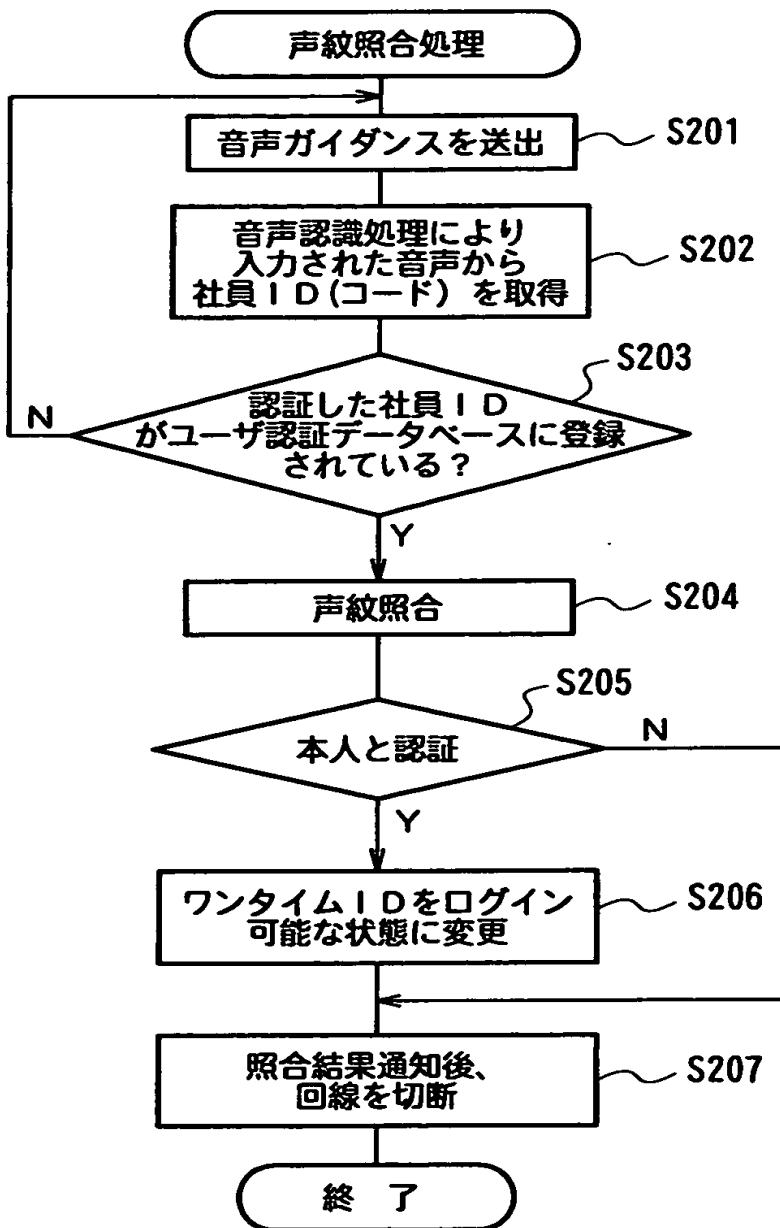 声紋照合処理
音声ガイダンスを送出
S201
音声認識処理により
入力された音声から
社員ID(コード)を取得
S202
S203
認証した社員ID
がユーザ認証データベースに登録
されている?
N
Y
声紋照合
S204
S205
本人と認証
N
Y
ワンタイムIDをログイン
可能な状態に変更
S206
照合結果通知後、
回線を切断
S207
終了